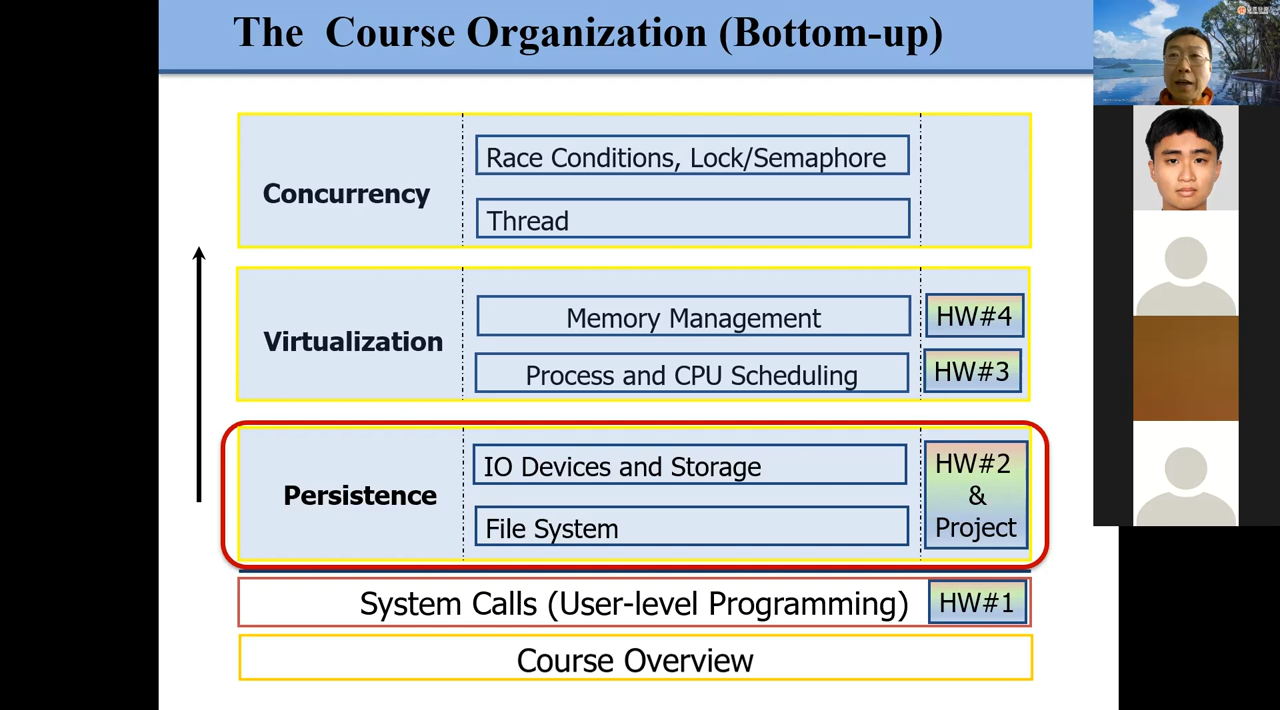 The Course Organization (Bottom-up)
Concurrency
Race Conditions, Lock/Semaphore
Thread
Virtualization
Memory Management
HW#4
Process and CPU Scheduling
HW#3
Persistence
IO Devices and Storage
File System
HW#2
&
Project
System Calls (User-level Programming)
HW#1
Course Overview